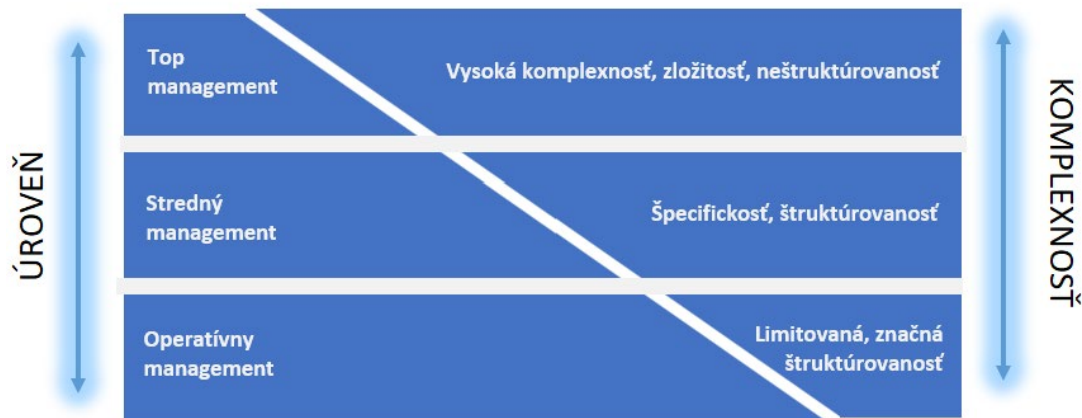 ÚROVEŇ
Top
management
Vysoká komplexnosť, zložitosť, neštruktúrovanosť
Stredný
management
Špecifickosť, štruktúrovanosť
Operatívny
management
Limitovaná, značná
štruktúrovanosť
KOMPLEXNOSŤ